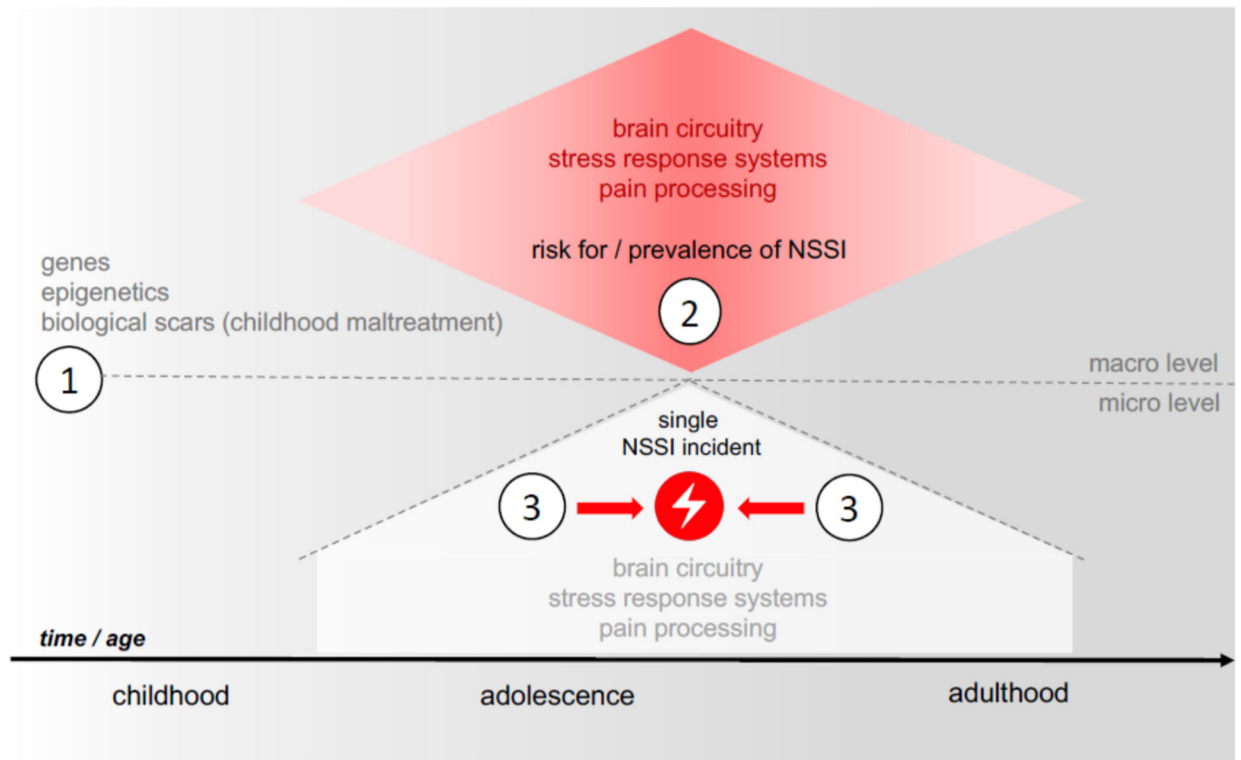 brain circuitry
stress response systems
pain processing
risk for / prevalence of NSSI
genes
epigenetics
biological scars (childhood maltreatment)
2
1
macro level
micro level
single
NSSI incident
3
3
brain circuitry
stress response systems
pain processing
time / age
childhood
adolescence
adulthood